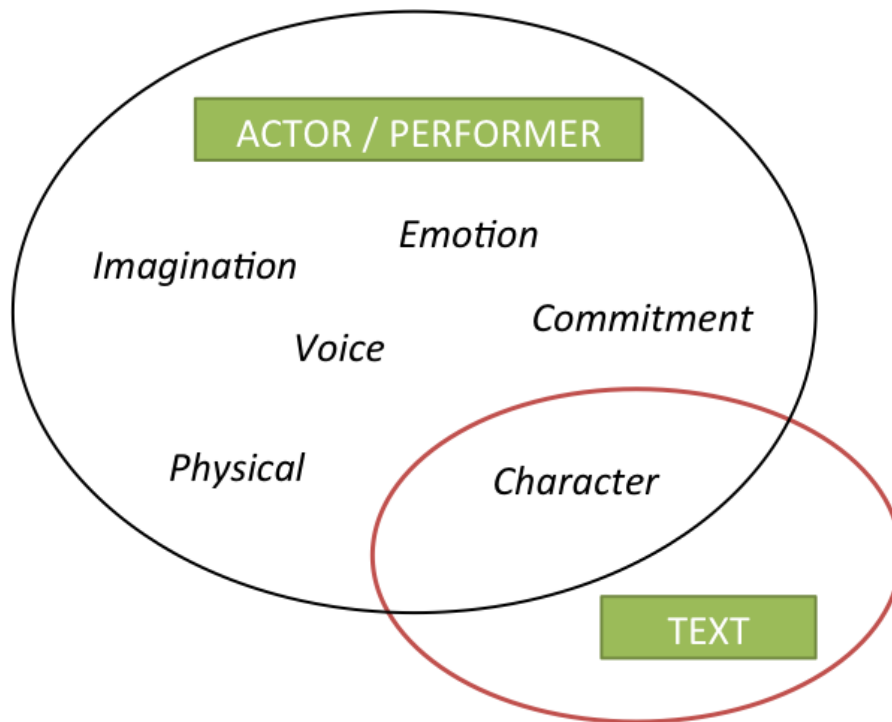 ACTOR / PERFORMER
Emotion
Imagination
Commitment
Voice
Physical
Character
TEXT